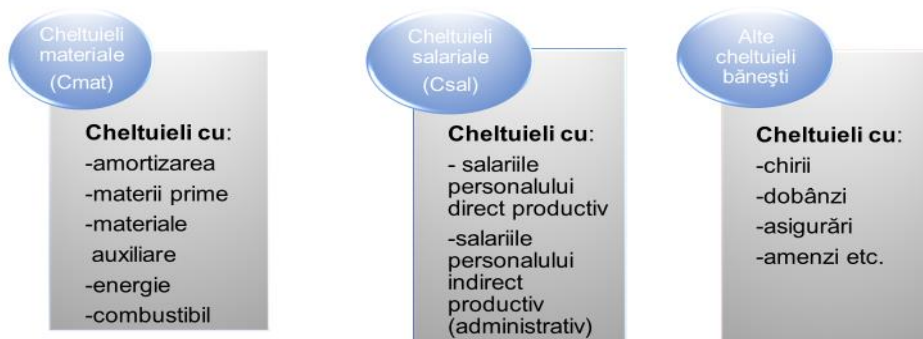 Cheltuieli
materiale
(Cmat)
Cheltuieli cu:
-amortizarea
-materii prime
-materiale
auxiliare
-energie
-combustibil
Cheltuieli
salariale
(Csal)
Cheltuieli cu:
- salariile
personalului
direct productiv
-salariile
personalului
indirect
productiv
(administrativ)
Alte
cheltuieli
băneşti
Cheltuieli cu:
-chirii
-dobânzi
-asigurări
-amenzi etc.